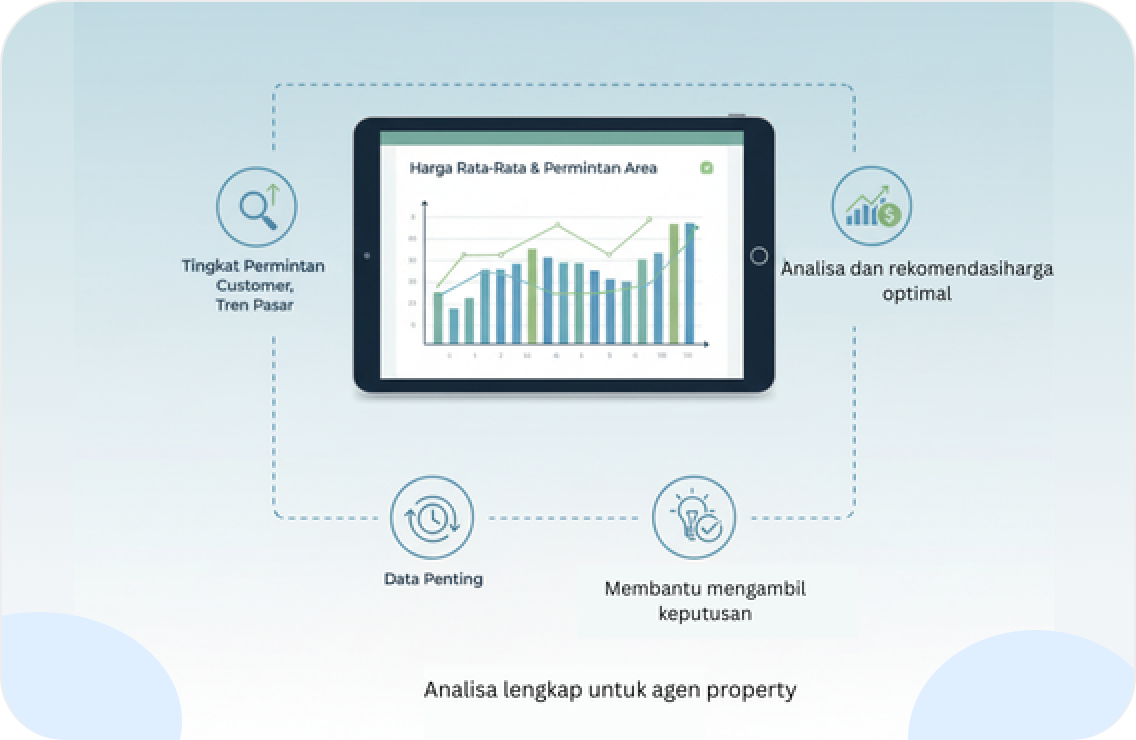 Harga Rata-Rata & Permintan Area
Tingkat Permintan
Customer,
Tren Pasar
Analisa dan rekomendasiharga
optimal
Data Penting
Membantu mengambil
keputusan
Analisa lengkap untuk agen property